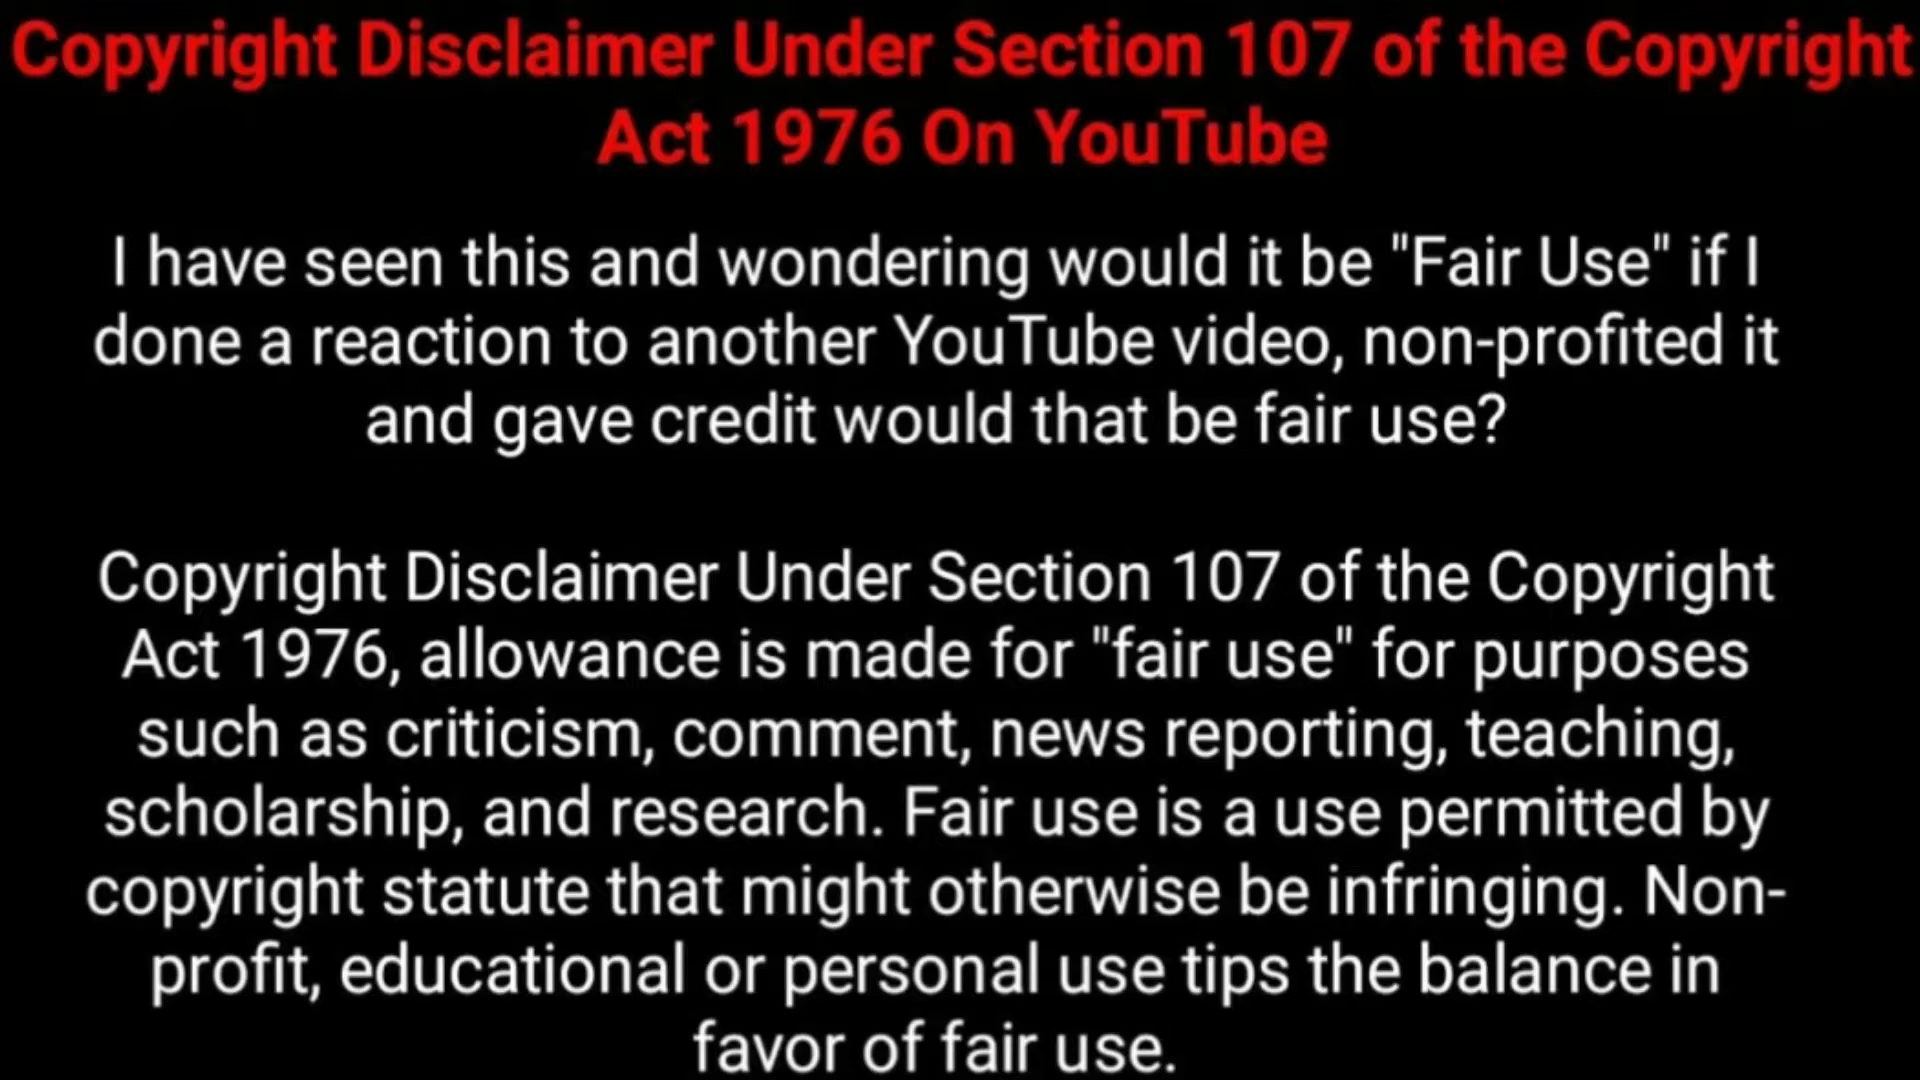 Copyright Disclaimer Under Section 107 of the Copyright
Act 1976 On YouTube
I have seen this and wondering would it be "Fair Use" if I
done a reaction to another YouTube video, non-profited it
and gave credit would that be fair use?
Copyright Disclaimer Under Section 107 of the Copyright
Act 1976, allowance is made for "fair use" for purposes
such as criticism, comment, news reporting, teaching,
scholarship, and research. Fair use is a use permitted by
copyright statute that might otherwise be infringing. Non-
profit, educational or personal use tips the balance in
favor of fair use.